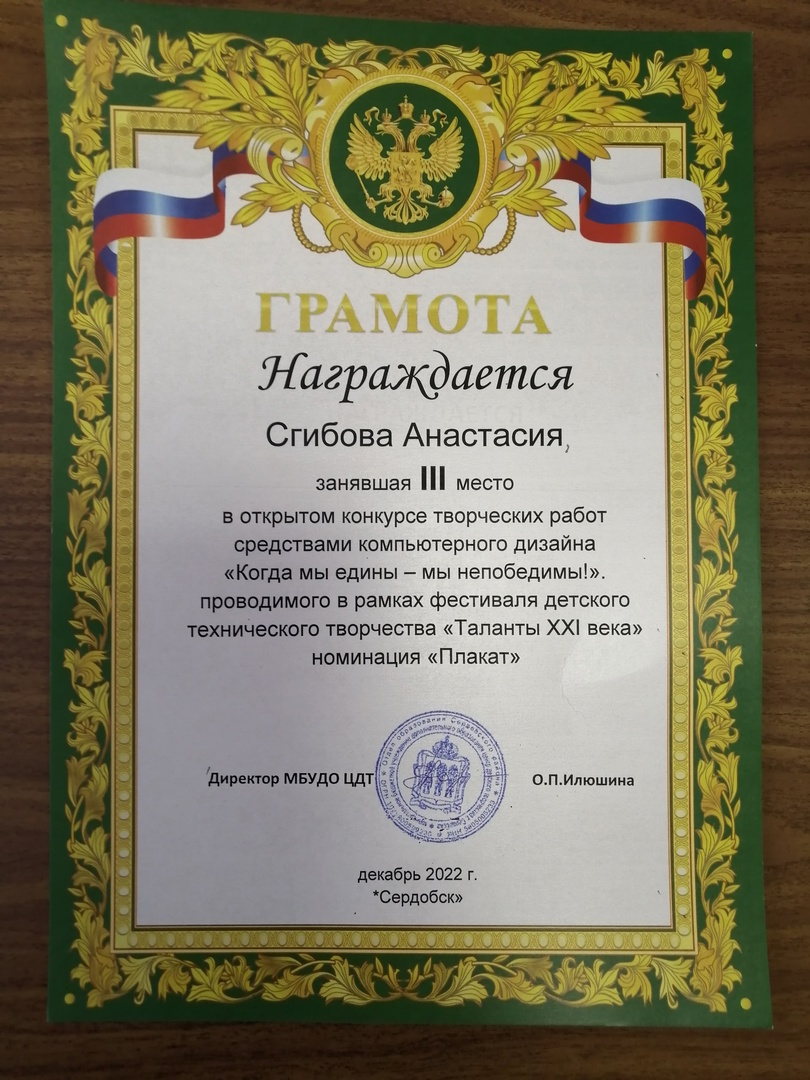 ГРАМОТА
Награждается
Сгибова Анастасия,
занявшая III место
в открытом конкурсе творческих работ
средствами компьютерного дизайна
«Когда мы едины – мы непобедимы!».
проводимого в рамках фестиваля детского
технического творчества «Таланты XXI века»
номинация «Плакат»
Директор МБУДО ЦДТ О.П.Илюшина
декабрь 2022 г.
*Сердобск»